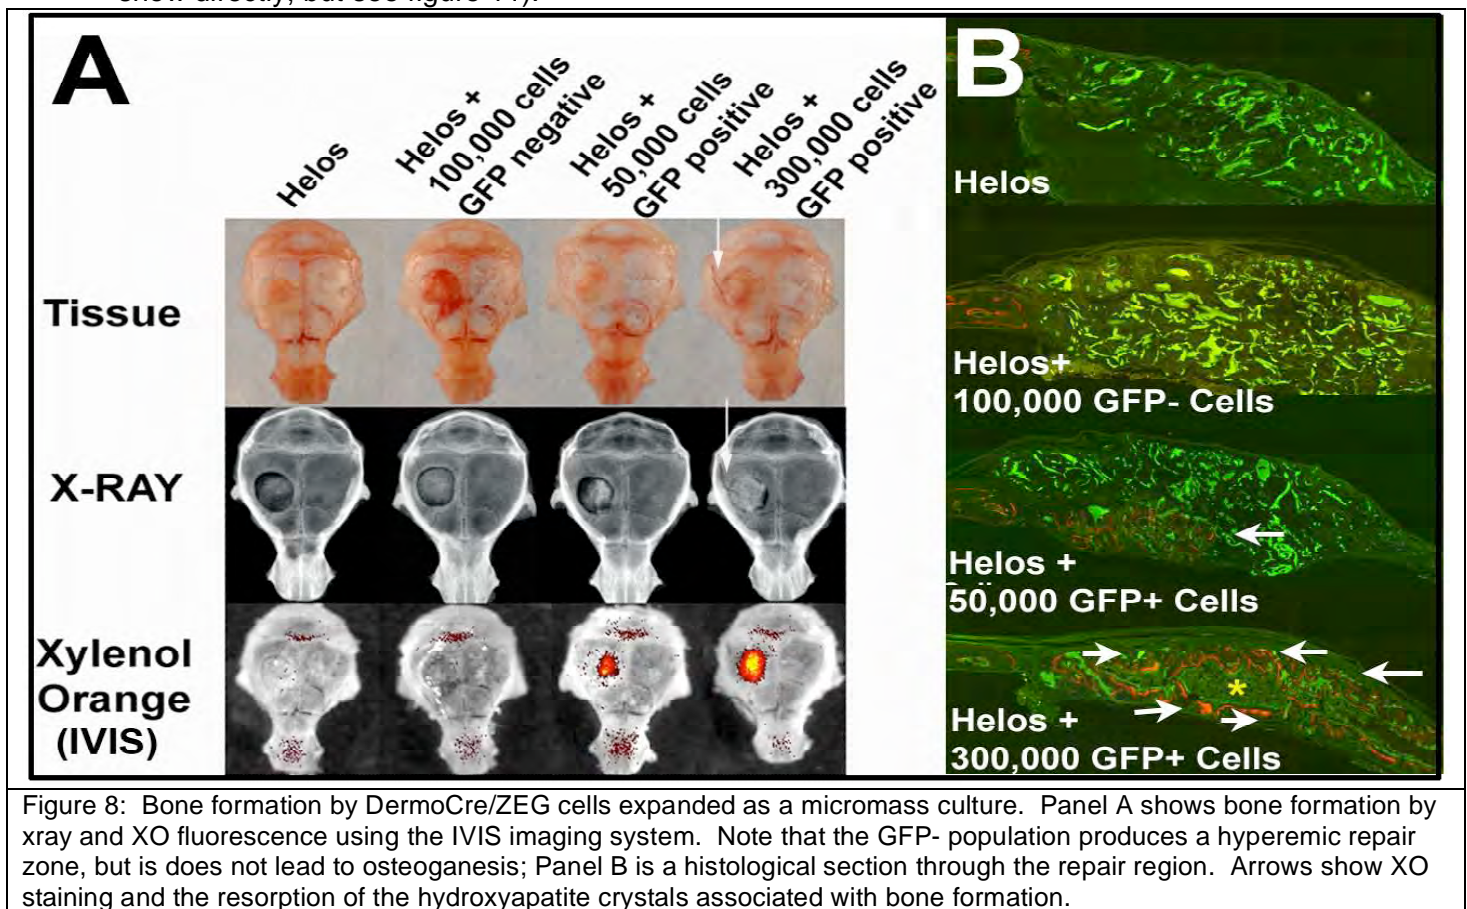 A
Helos
Helos +
100,000 cells
GFP negative
Helos +
50,000 cells
GFP positive
Helos +
300,000 cells
GFP positive
Tissue
X-RAY
Xylenol
Orange
(IVIS)
B
Helos
Helos+
100,000 GFP- Cells
Helos +
50,000 GFP+ Cells
*
Helos +
300,000 GFP+ Cells
Figure 8: Bone formation by DermoCre/ZEG cells expanded as a micromass culture. Panel A shows bone formation by
xray and XO fluorescence using the IVIS imaging system. Note that the GFP- population produces a hyperemic repair
zone, but is does not lead to osteoganesis; Panel B is a histological section through the repair region. Arrows show XO
staining and the resorption of the hydroxyapatite crystals associated with bone formation.